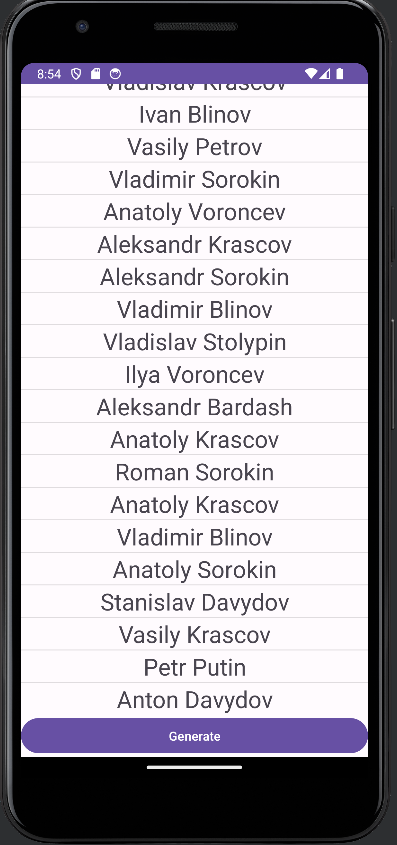 8:54
Vladislav Krascov
Ivan Blinov
Vasily Petrov
Vladimir Sorokin
Anatoly Voroncev
Aleksandr Krascov
Aleksandr Sorokin
Vladimir Blinov
Vladislav Stolypin
Ilya Voroncev
Aleksandr Bardash
Anatoly Krascov
Roman Sorokin
Anatoly Krascov
Vladimir Blinov
Anatoly Sorokin
Stanislav Davydov
Vasily Krascov
Petr Putin
Anton Davydov
Generate